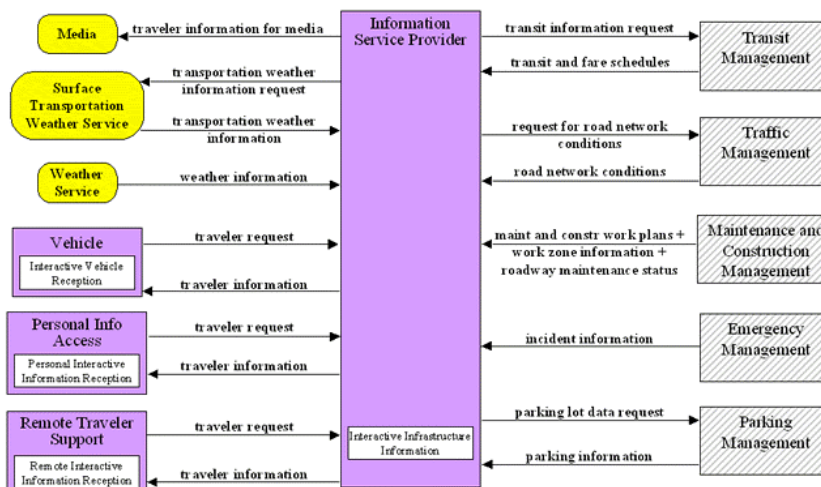 Media
traveler information for media
Surface
Transportation
Weather Service
transportation weather
information request
transportation weather
information
Weather
Service
weather information
Vehicle
Interactive Vehicle
Reception
traveler request
traveler information
Personal Info
Access
Personal Interactive
Information Reception
traveler request
traveler information
Remote Traveler
Support
Remote Interactive
Information Reception
traveler request
traveler information
Information
Service Provider
Interactive Infrastructure
Information
transit information request
transit and fare schedules
Transit
Management
request for road network
conditions
road network conditions
Traffic
Management
maint and constr work plans +
work zone information +
roadway maintenance status
Maintenance and
Construction
Management
incident information
Emergency
Management
parking lot data request
parking information
Parking
Management